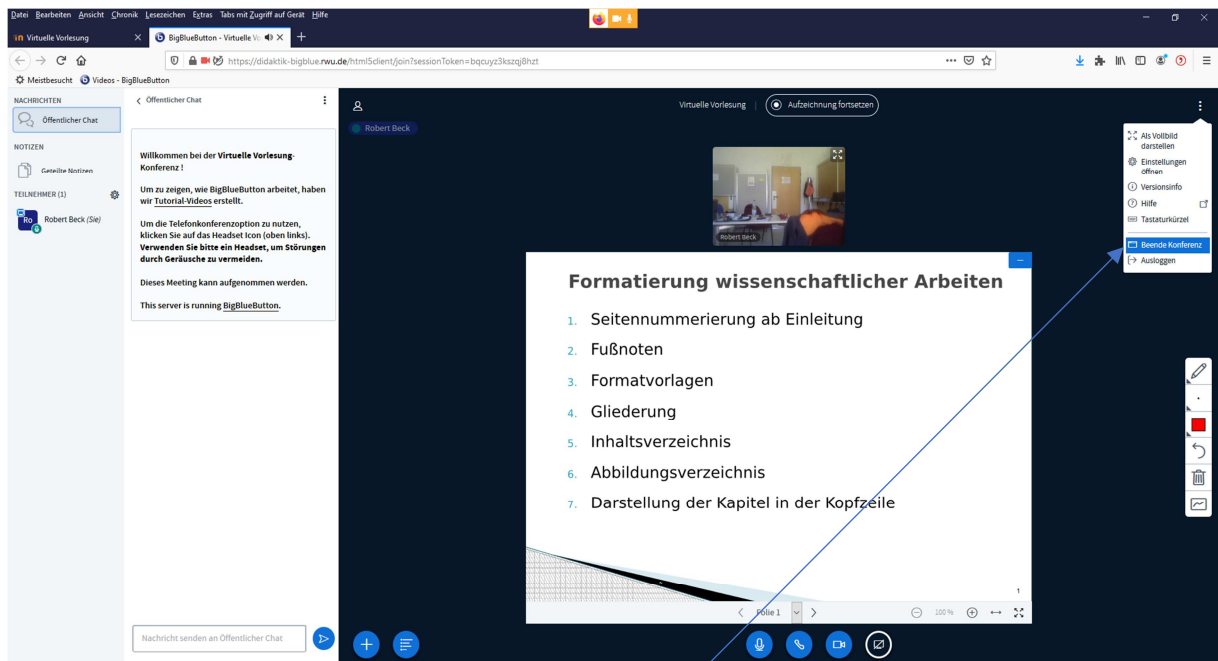 Datei Bearbeiten Ansicht Chronik Lesezeichen Extras Tabs mit Zugriff auf Gerät Hilfe
Virtuelle Vorlesung
BigBlueButton - Virtuelle Vo
https://didaktik-bigblue.rwu.de/html5client/join?sessionToken=bqcuyz3kszqj8hzt
Meistbesucht Videos - BigBlueButton
NACHRICHTEN
Öffentlicher Chat
NOTIZEN
Geteilte Notizen
TEILNEHMER (1)
Ro Robert Beck (Sie)
Öffentlicher Chat
Willkommen bei der Virtuelle Vorlesung-
Konferenz !
Um zu zeigen, wie BigBlueButton arbeitet, haben
wir Tutorial-Videos erstellt.
Um die Telefonkonferenzoption zu nutzen,
klicken Sie auf das Headset Icon (oben links).
Verwenden Sie bitte ein Headset, um Störungen
durch Geräusche zu vermeiden.
Dieses Meeting kann aufgenommen werden.
This server is running BigBlueButton.
Nachricht senden an Öffentlicher Chat
Virtuelle Vorlesung | Aufzeichnung fortsetzen
Robert Beck
Robert Beck
Formatierung wissenschaftlicher Arbeiten
1. Seitennummerierung ab Einleitung
2. Fußnoten
3. Formatvorlagen
4. Gliederung
5. Inhaltsverzeichnis
6. Abbildungsverzeichnis
7. Darstellung der Kapitel in der Kopfzeile
1
Folie 1
100 %
Als Vollbild
darstellen
Einstellungen
öffnen
Versionsinfo
Hilfe
Tastaturkürzel
Beende Konferenz
Ausloggen